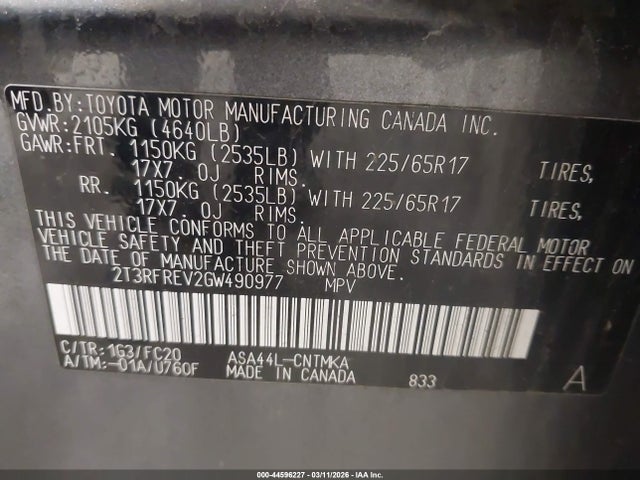 MFD.BY:TOYOTA MOTOR MANUFACTURING CANADA INC.
GVWR:2105KG (4640LB)
GAWR:FRT. 1150KG (2535LB) WITH 225/65R17 TIRES,
17X7. 0J RIMS.
RR. 1150KG (2535LB) WITH 225/65R17 TIRES,
17X7. 0J RIMS.
THIS VEHICLE CONFORMS TO ALL APPLICABLE FEDERAL MOTOR
VEHICLE SAFETY AND THEFT PREVENTION STANDARDS IN EFFECT ON
THE DATE OF MANUFACTURE SHOWN ABOVE.
2T3RFREV2GW490977 MPV
C/TR:1G3/FC20 ASA44L-CNTMKA
A/TM:-01A/U760F MADE IN CANADA 833 A
000-44596227 - 03/11/2026 - IAA Inc.